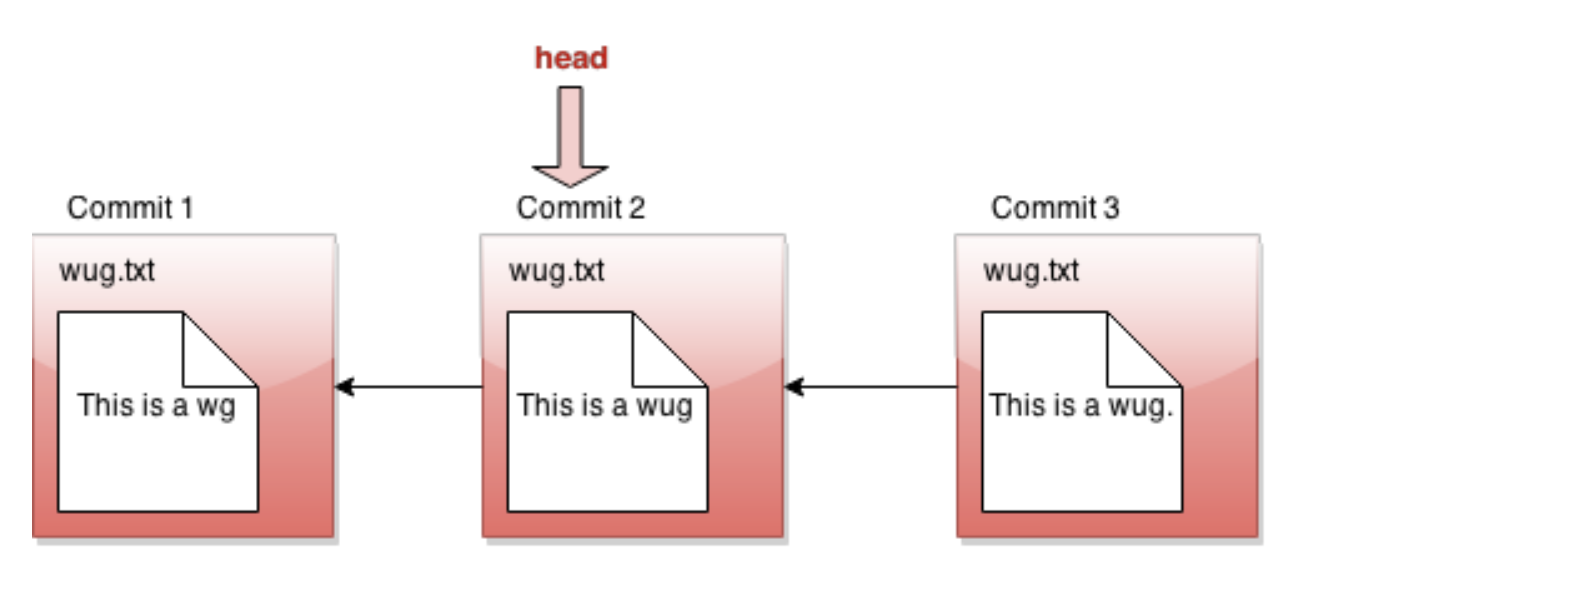 head
Commit 1
Commit 2
Commit 3
wug.txt
wug.txt
wug.txt
This is a wg
This is a wug
This is a wug.